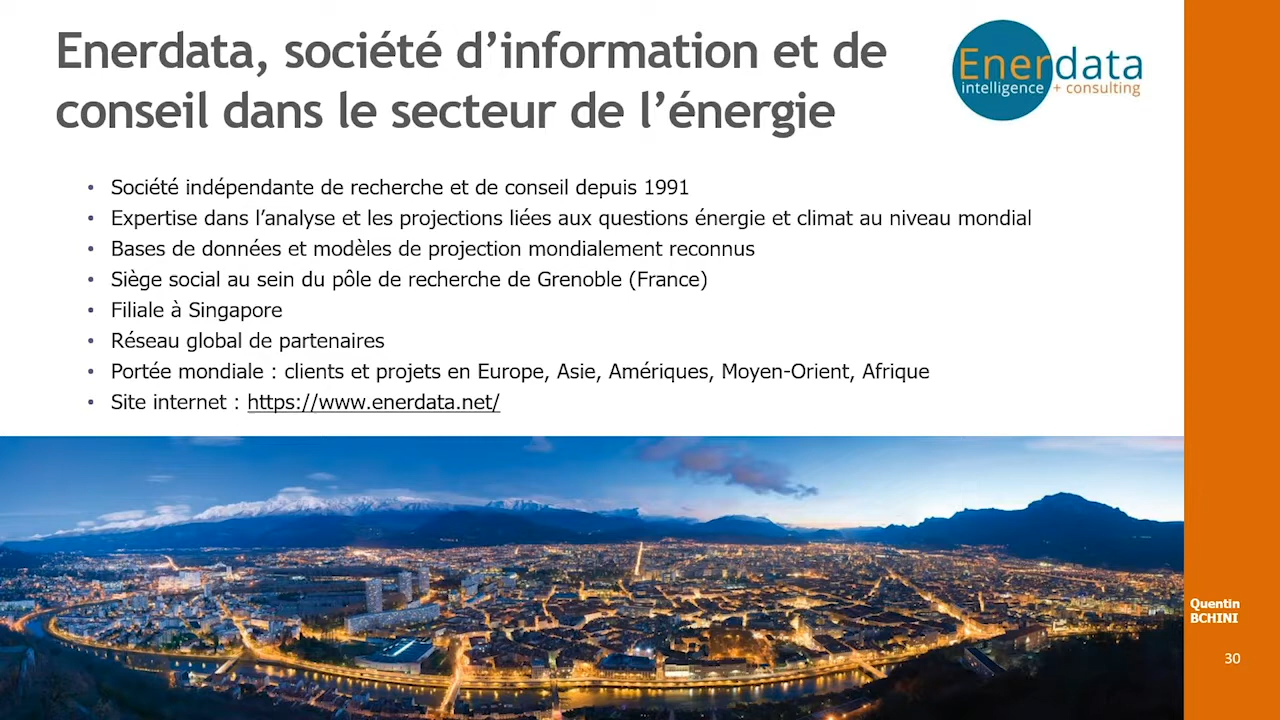 Enerdata, société d’information et de
conseil dans le secteur de l’énergie
Enerdata
intelligence + consulting
• Société indépendante de recherche et de conseil depuis 1991
• Expertise dans l’analyse et les projections liées aux questions énergie et climat au niveau mondial
• Bases de données et modèles de projection mondialement reconnus
• Siège social au sein du pôle de recherche de Grenoble (France)
• Filiale à Singapore
• Réseau global de partenaires
• Portée mondiale : clients et projets en Europe, Asie, Amériques, Moyen-Orient, Afrique
• Site internet : https://www.enerdata.net/
Quentin
BCHINI
30